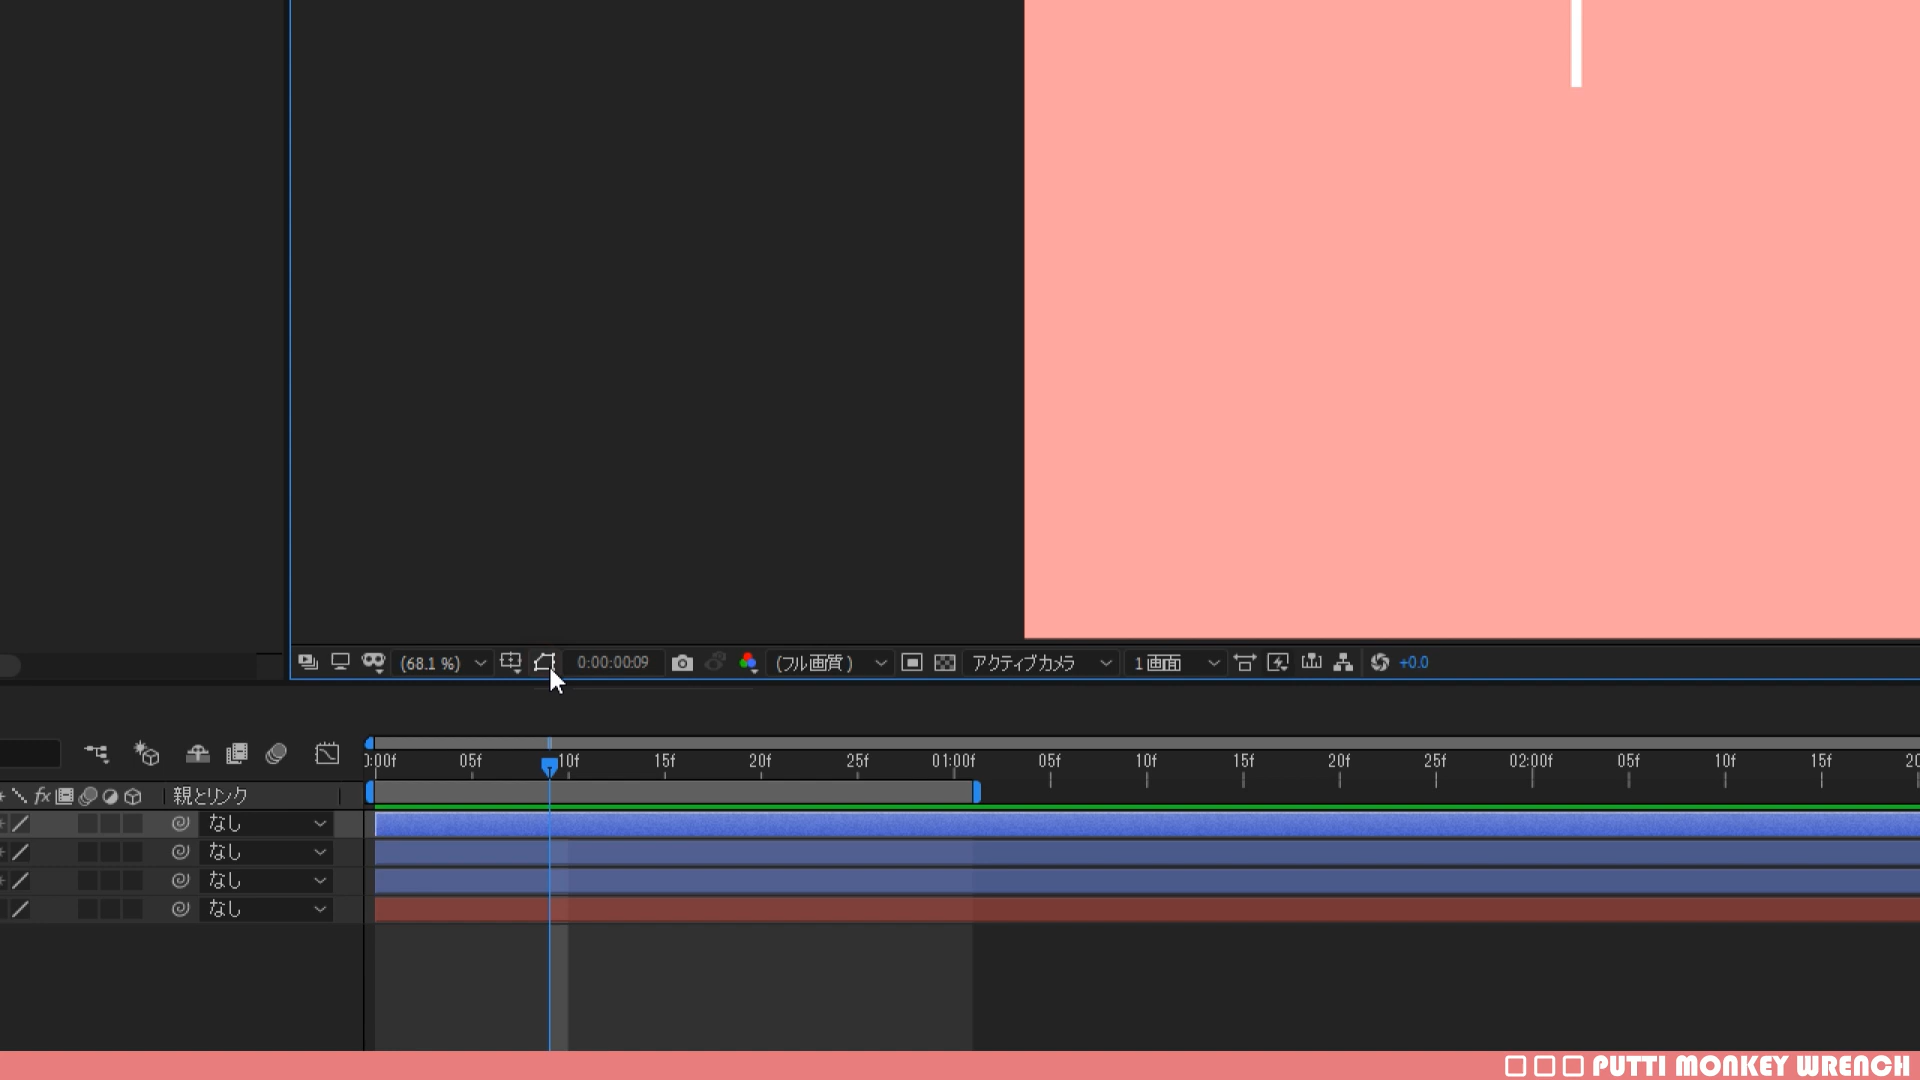 (68.1 %) 0:00:00:09 (フル画質) アクティブカメラ 1画面 +0.0
0:00f 05f 10f 15f 20f 25f 01:00f 05f 10f 15f 20f 25f 02:00f 05f 10f 15f 20
fx 親とリンク
なし
なし
なし
なし
PUTTI MONKEY WRENCH